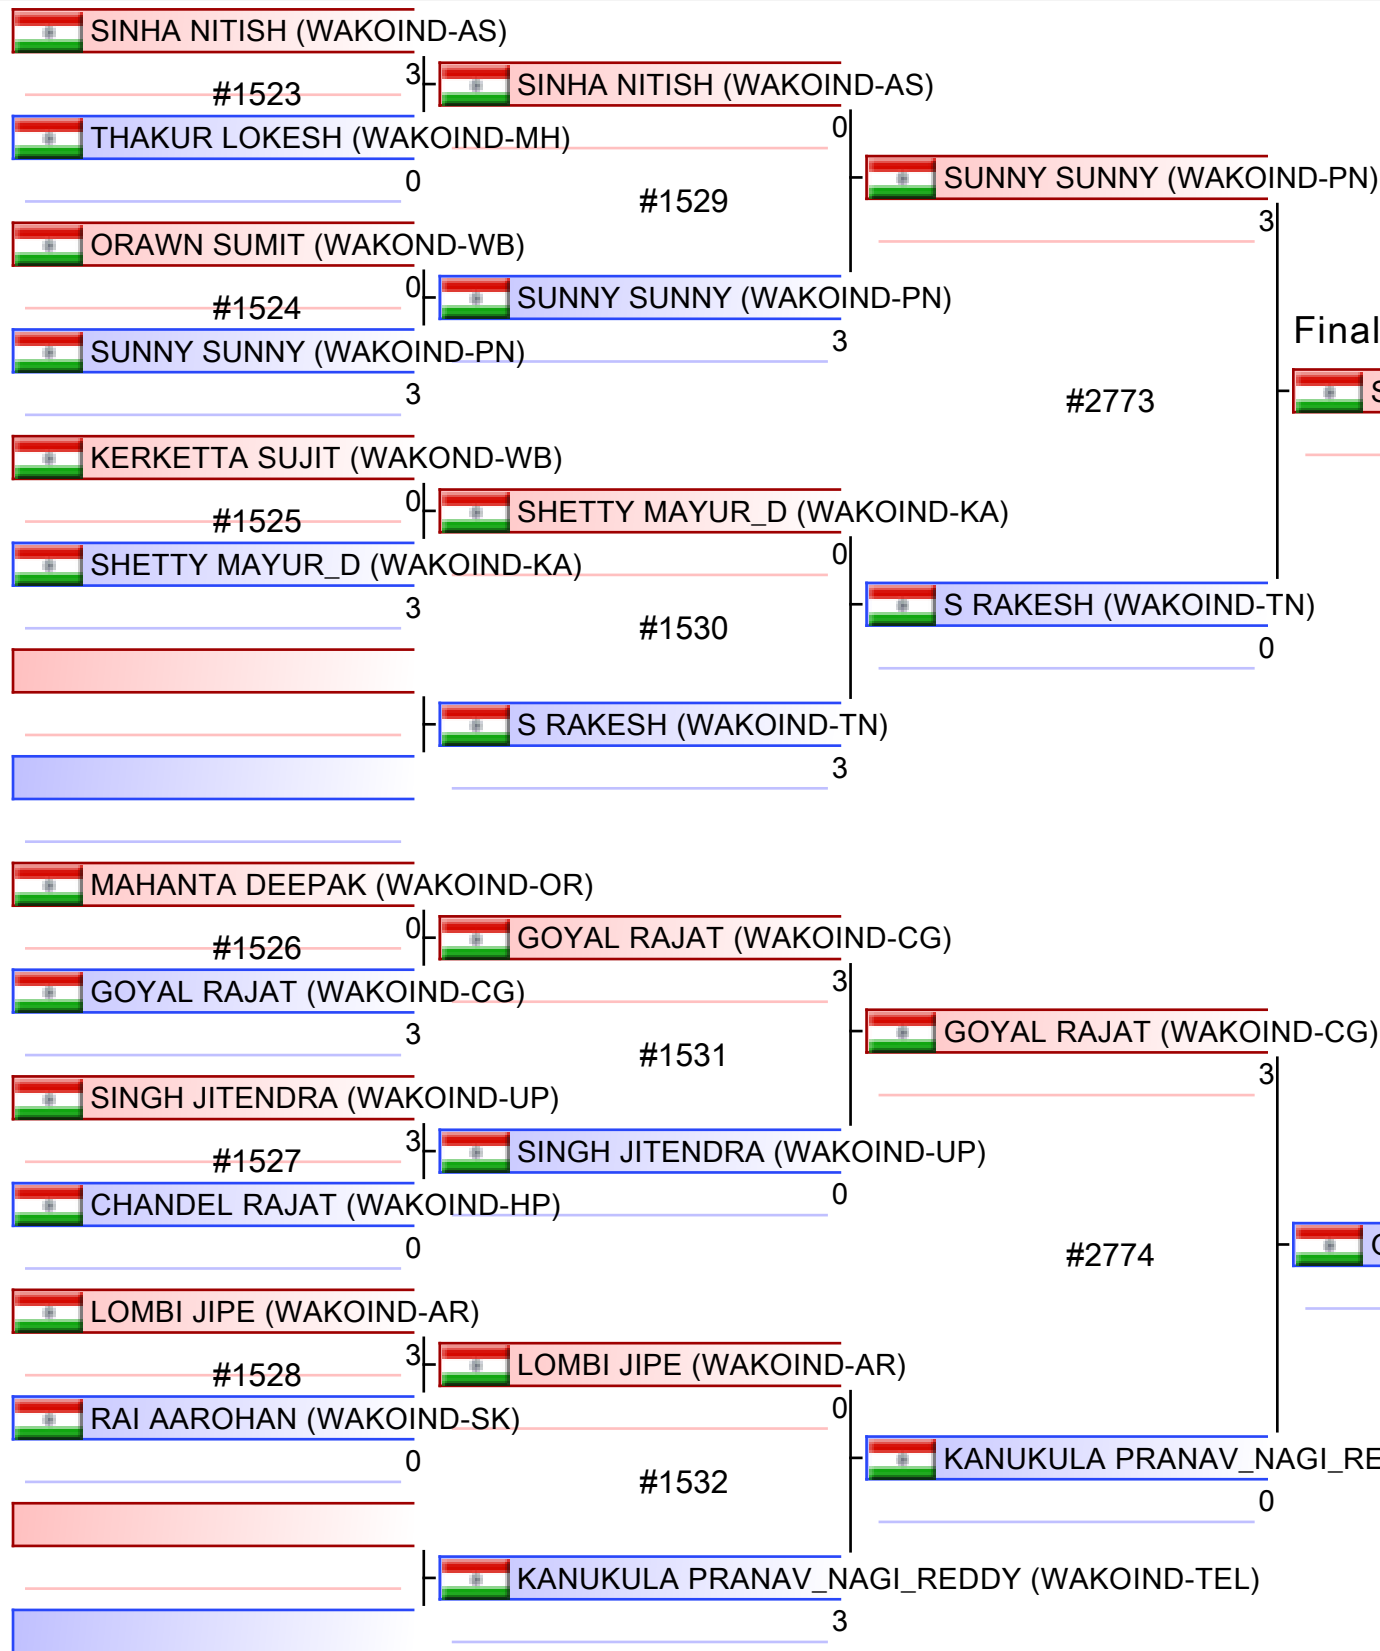 SINHA NITISH (WAKOIND-AS)
3
#1523
THAKUR LOKESH (WAKOIND-MH)
0
ORAWN SUMIT (WAKOND-WB)
0
#1524
SUNNY SUNNY (WAKOIND-PN)
3
KERKETTA SUJIT (WAKOND-WB)
0
#1525
SHETTY MAYUR_D (WAKOIND-KA)
3
MAHANTA DEEPAK (WAKOIND-OR)
0
#1526
GOYAL RAJAT (WAKOIND-CG)
3
SINGH JITENDRA (WAKOIND-UP)
3
#1527
CHANDEL RAJAT (WAKOIND-HP)
0
LOMBI JIPE (WAKOIND-AR)
3
#1528
RAI AAROHAN (WAKOIND-SK)
0
SINHA NITISH (WAKOIND-AS)
0
#1529
SUNNY SUNNY (WAKOIND-PN)
3
SHETTY MAYUR_D (WAKOIND-KA)
0
#1530
S RAKESH (WAKOIND-TN)
3
GOYAL RAJAT (WAKOIND-CG)
3
#1531
SINGH JITENDRA (WAKOIND-UP)
0
LOMBI JIPE (WAKOIND-AR)
0
#1532
KANUKULA PRANAV_NAGI_REDDY (WAKOIND-TEL)
3
SUNNY SUNNY (WAKOIND-PN)
3
#2773
S RAKESH (WAKOIND-TN)
0
GOYAL RAJAT (WAKOIND-CG)
3
#2774
KANUKULA PRANAV_NAGI_RE
0
Final